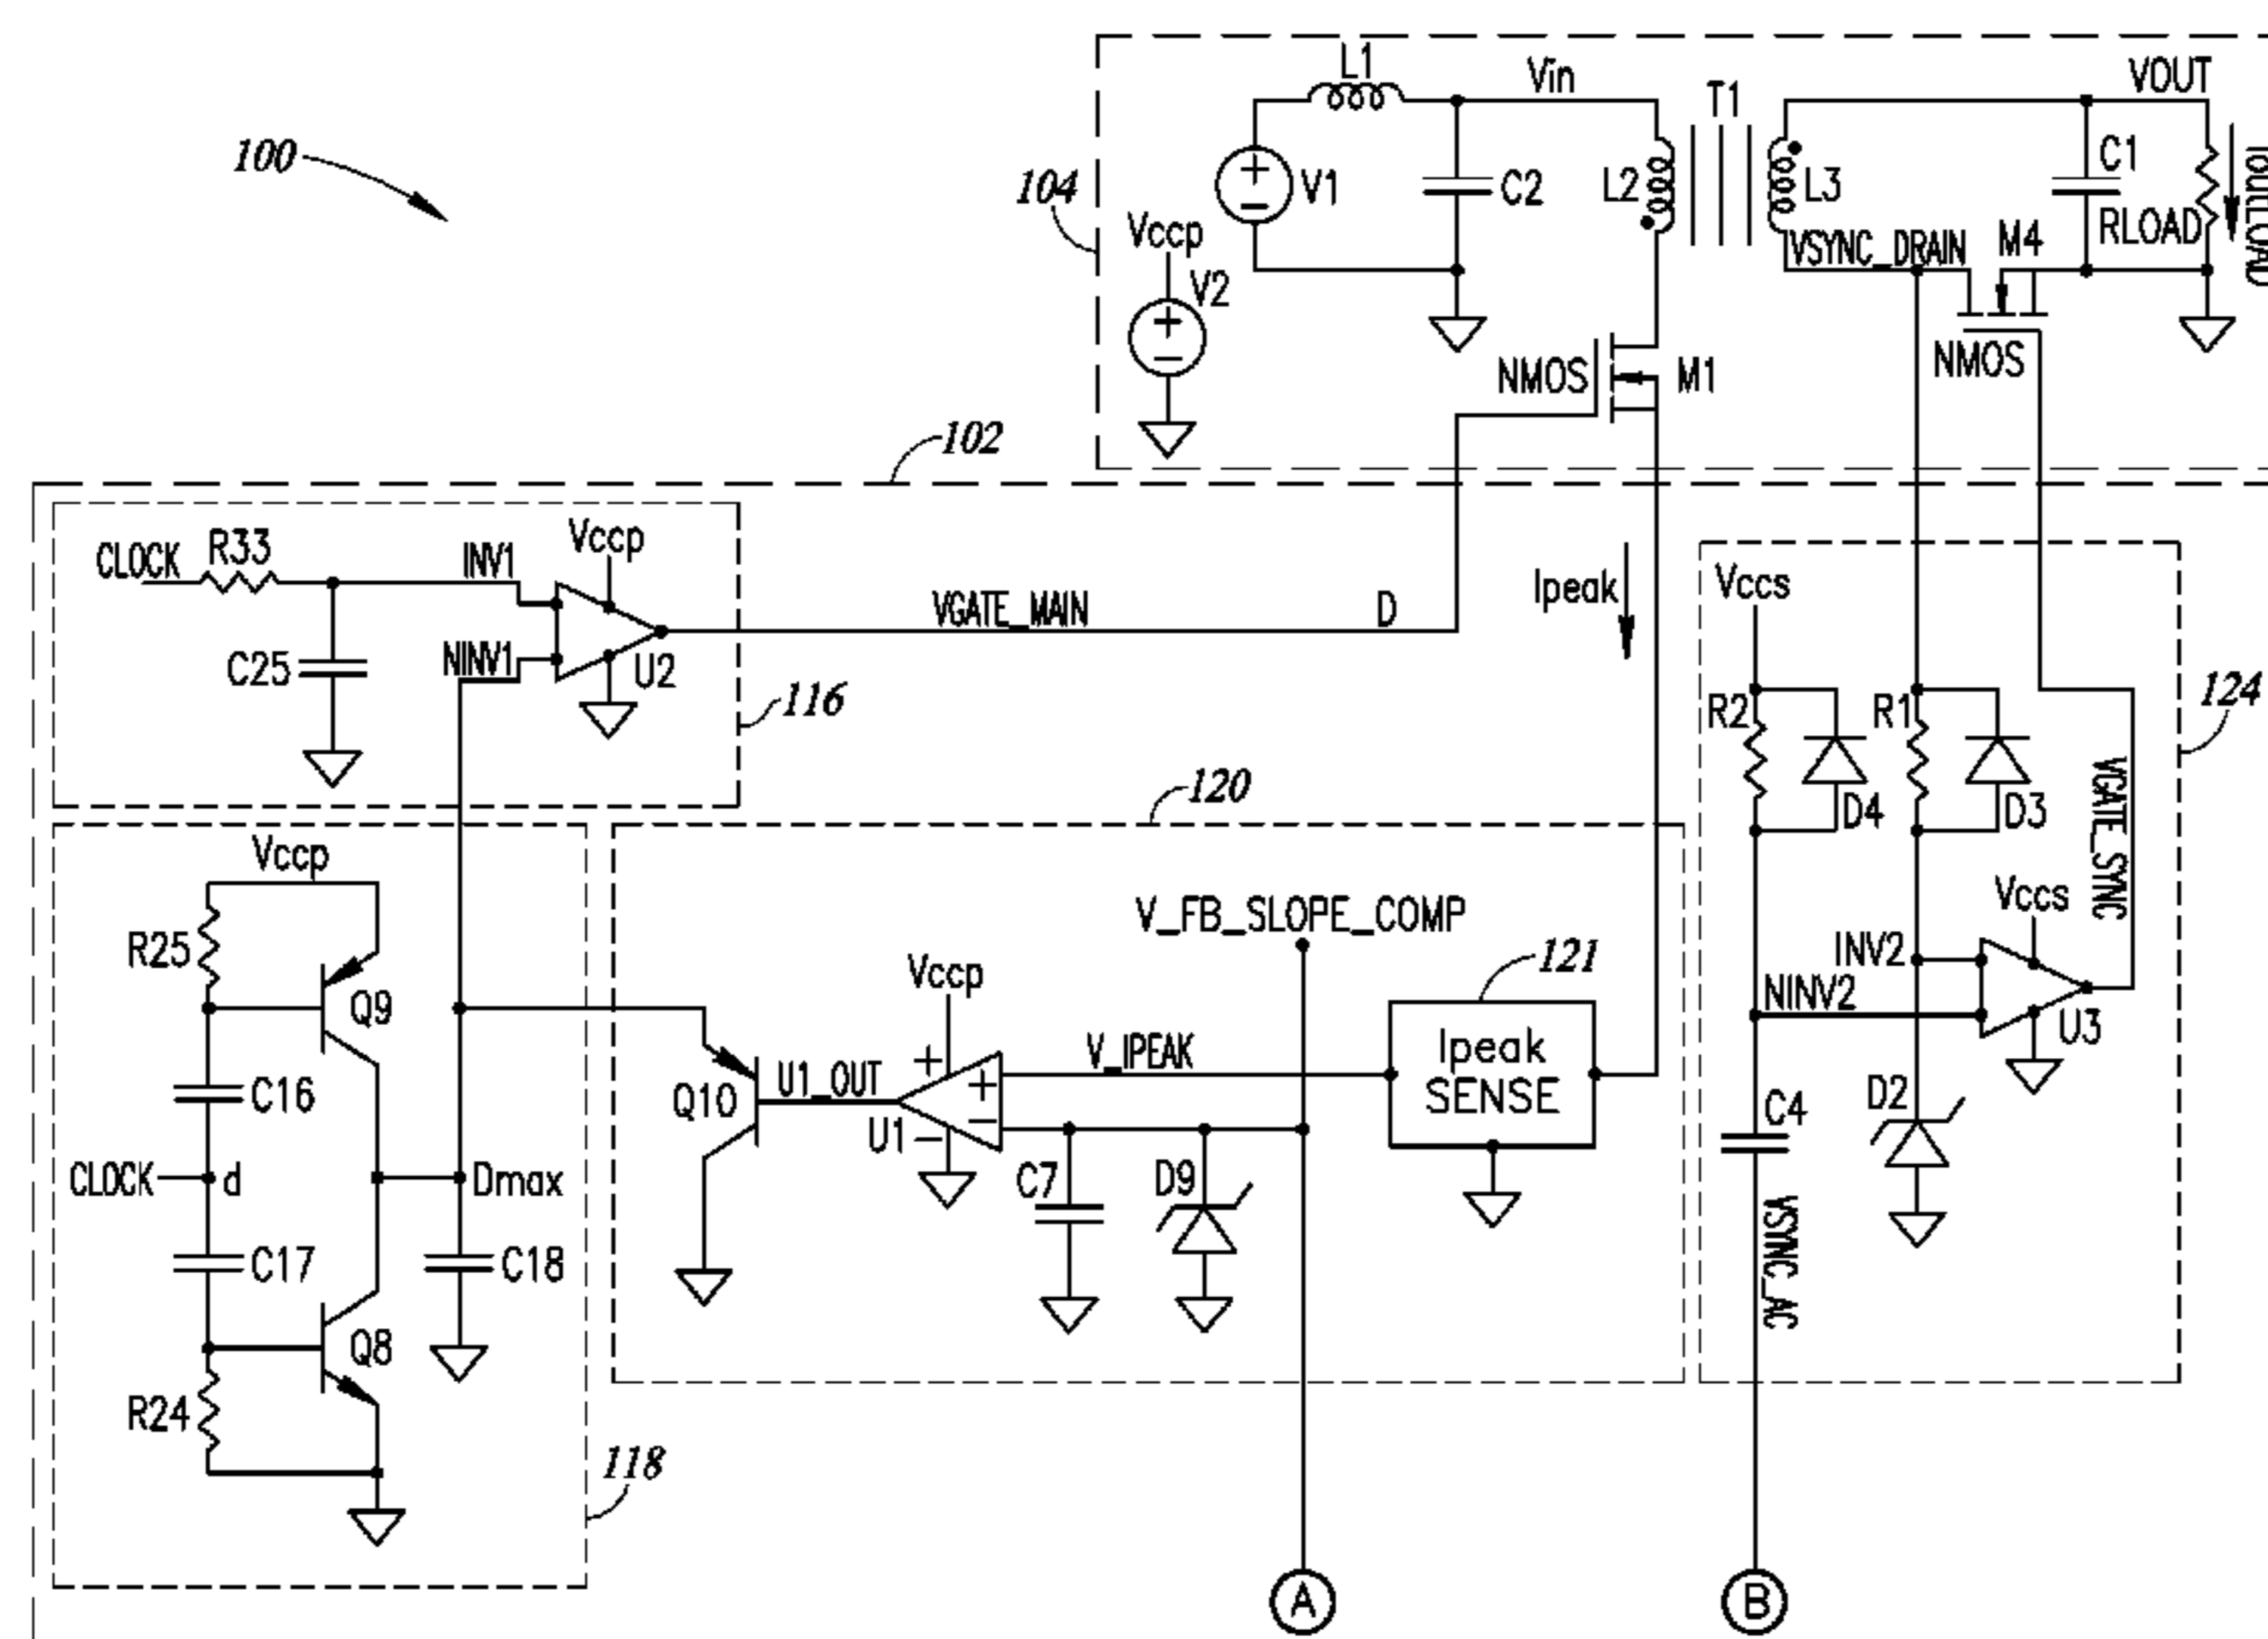 100
104
L1
Vin
T1
VOUT
V1
C2
L2
L3
C1
RLOAD
IOUTLOAD
Vccp
V2
VSYNC_DRAIN
M4
NMOS
NMOS
M1
102
CLOCK
R33
INV1
Vccp
C25
NINV1
U2
116
VGATE_MAIN
D
Ipeak
Vccs
R2
D4
R1
D3
124
VGATE_SYNC
Vccs
INV2
NINV2
U3
C4
D2
VSYNC_AC
120
Vccp
R25
Q9
C16
CLOCK
d
Dmax
C17
C18
Q8
R24
118
V_FB_SLOPE_COMP
121
Vccp
V_IPEAK
Ipeak
SENSE
Q10
U1_OUT
U1
C7
D9
A
B